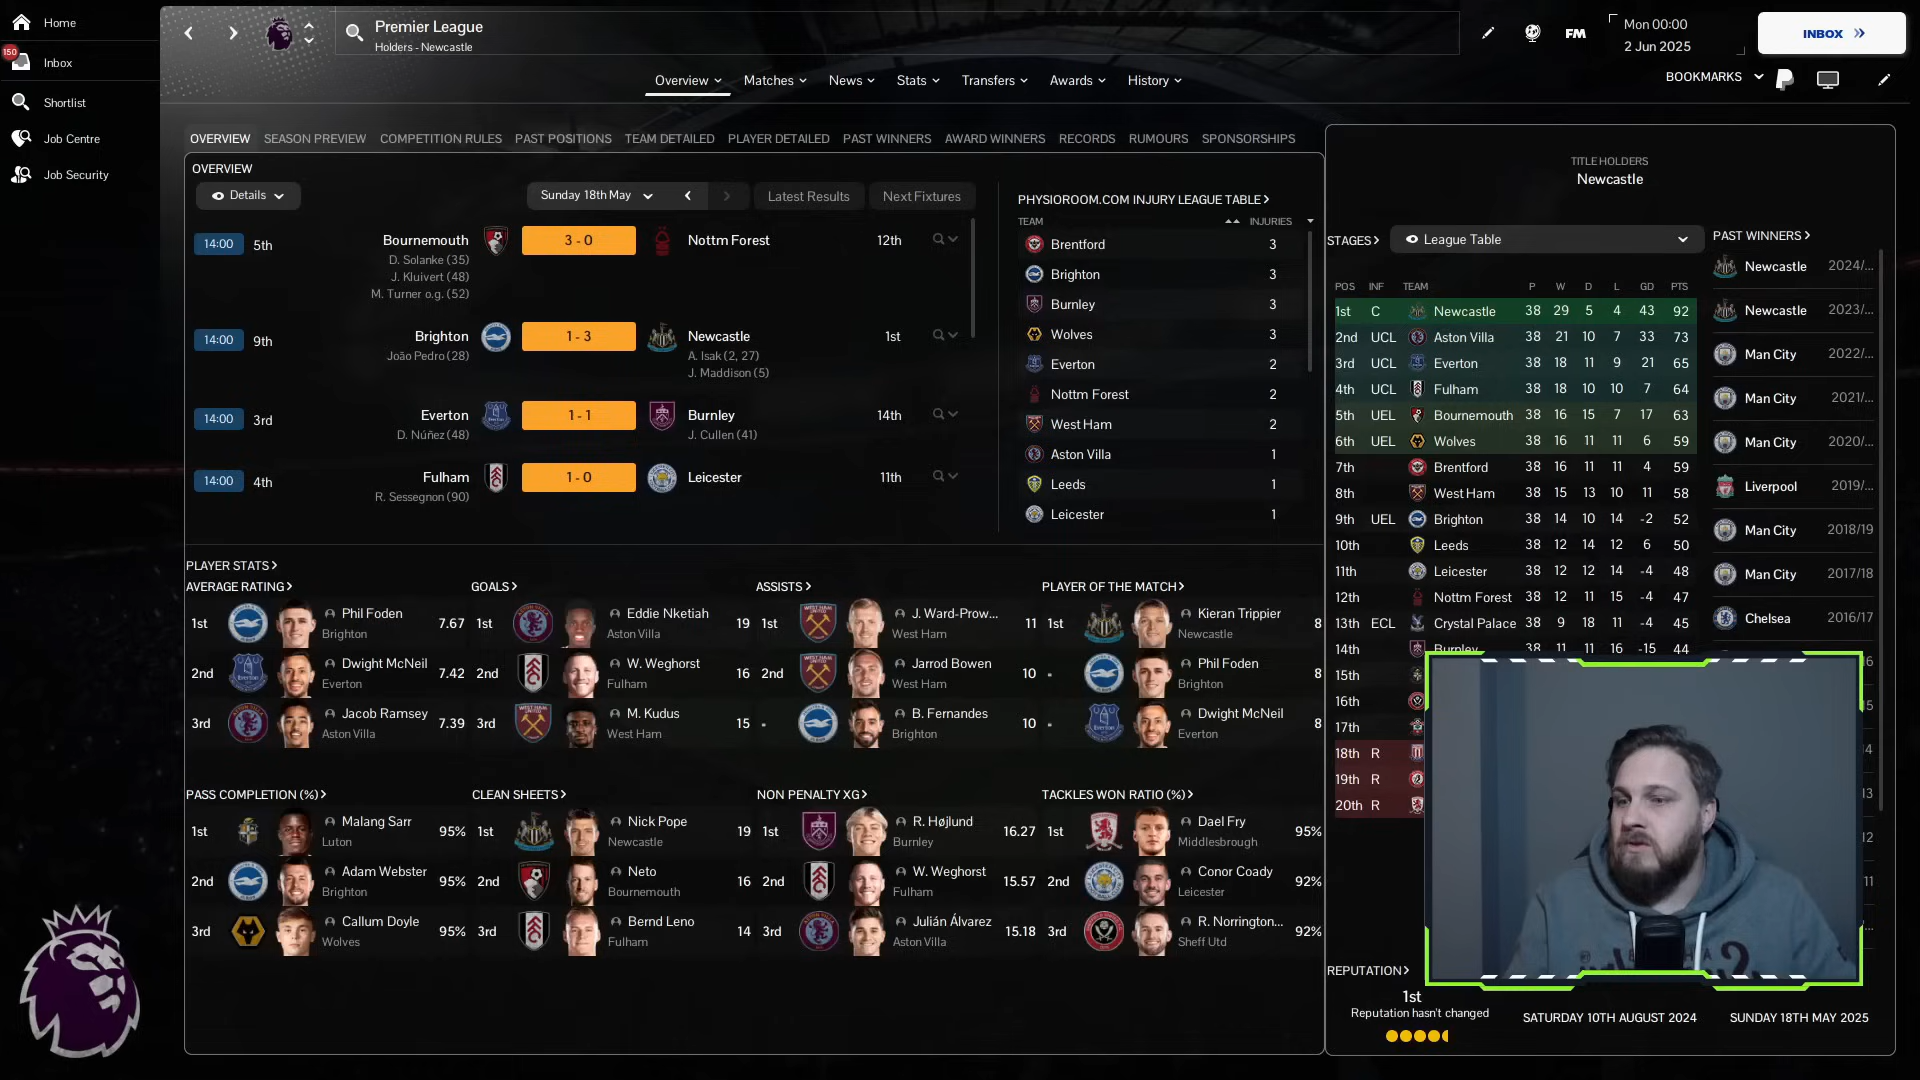 Home
150
Inbox
Shortlist
Job Centre
Job Security
Premier League
Holders - Newcastle
FM
Mon 00:00
2 Jun 2025
INBOX
Overview
Matches
News
Stats
Transfers
Awards
History
BOOKMARKS
OVERVIEW
SEASON PREVIEW
COMPETITION RULES
PAST POSITIONS
TEAM DETAILED
PLAYER DETAILED
PAST WINNERS
AWARD WINNERS
RECORDS
RUMOURS
SPONSORSHIPS
OVERVIEW
Details
Sunday 18th May
Latest Results
Next Fixtures
14:00 5th Bournemouth 3 - 0 Nottm Forest 12th
D. Solanke (35)
J. Kluivert (48)
M. Turner o.g. (52)
14:00 9th Brighton 1 - 3 Newcastle 1st
João Pedro (28) A. Isak (2, 27)
J. Maddison (5)
14:00 3rd Everton 1 - 1 Burnley 14th
D. Núñez (48) J. Cullen (41)
14:00 4th Fulham 1 - 0 Leicester 11th
R. Sessegnon (90)
PHYSIOROOM.COM INJURY LEAGUE TABLE
TEAM INJURIES
Brentford 3
Brighton 3
Burnley 3
Wolves 3
Everton 2
Nottm Forest 2
West Ham 2
Aston Villa 1
Leeds 1
Leicester 1
PLAYER STATS
AVERAGE RATING
1st Phil Foden 7.67
Brighton
2nd Dwight McNeil 7.42
Everton
3rd Jacob Ramsey 7.39
Aston Villa
GOALS
1st Eddie Nketiah 19
Aston Villa
2nd W. Weghorst 16
Fulham
3rd M. Kudus 15
West Ham
ASSISTS
1st J. Ward-Prow... 11
West Ham
2nd Jarrod Bowen 10
West Ham
- B. Fernandes 10
Brighton
PLAYER OF THE MATCH
1st Kieran Trippier 8
Newcastle
- Phil Foden 8
Brighton
- Dwight McNeil 8
Everton
PASS COMPLETION (%)
1st Malang Sarr 95%
Luton
2nd Adam Webster 95%
Brighton
3rd Callum Doyle 95%
Wolves
CLEAN SHEETS
1st Nick Pope 19
Newcastle
2nd Neto 16
Bournemouth
3rd Bernd Leno 14
Fulham
NON PENALTY XG
1st R. Højlund 16.27
Burnley
2nd W. Weghorst 15.57
Fulham
3rd Julián Álvarez 15.18
Aston Villa
TACKLES WON RATIO (%)
1st Dael Fry 95%
Middlesbrough
2nd Conor Coady 92%
Leicester
3rd R. Norrington... 92%
Sheff Utd
TITLE HOLDERS
Newcastle
STAGES
League Table
POS INF TEAM P W D L GD PTS
1st C Newcastle 38 29 5 4 43 92
2nd UCL Aston Villa 38 21 10 7 33 73
3rd UCL Everton 38 18 11 9 21 65
4th UCL Fulham 38 18 10 10 7 64
5th UEL Bournemouth 38 16 15 7 17 63
6th UEL Wolves 38 16 11 11 6 59
7th Brentford 38 16 11 11 4 59
8th West Ham 38 15 13 10 11 58
9th UEL Brighton 38 14 10 14 -2 52
10th Leeds 38 12 14 12 6 50
11th Leicester 38 12 12 14 -4 48
12th Nottm Forest 38 12 11 15 -4 47
13th ECL Crystal Palace 38 9 18 11 -4 45
14th Burnley 38 11 11 16 -15 44
15th
16th
17th
18th R
19th R
20th R
PAST WINNERS
Newcastle 2024/...
Newcastle 2023/...
Man City 2022/...
Man City 2021/...
Man City 2020/...
Liverpool 2019/...
Man City 2018/19
Man City 2017/18
Chelsea 2016/17
REPUTATION
1st
Reputation hasn't changed
SATURDAY 10TH AUGUST 2024
SUNDAY 18TH MAY 2025